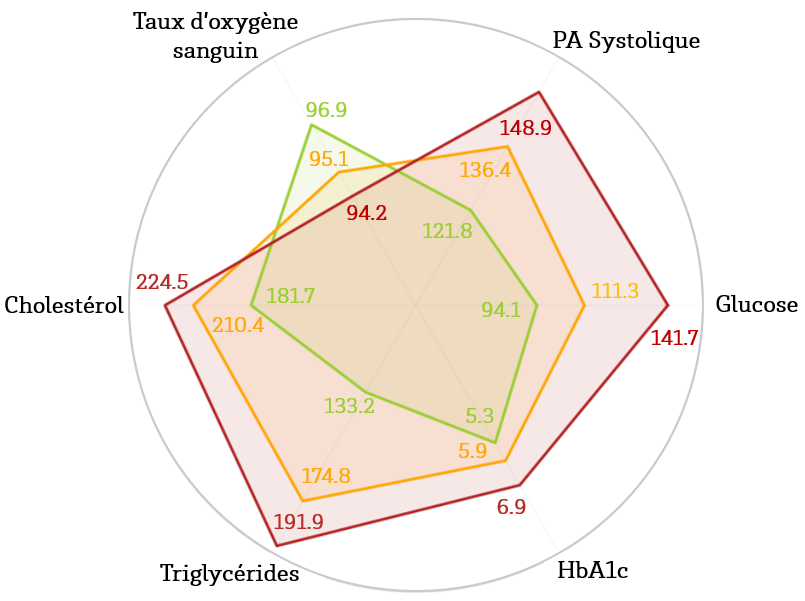 Taux d'oxygène
sanguin
PA Systolique
96.9
148.9
95.1
136.4
94.2
121.8
224.5
181.7
111.3
Cholestérol
Glucose
94.1
210.4
141.7
133.2
5.3
5.9
174.8
6.9
191.9
Triglycérides
HbA1c